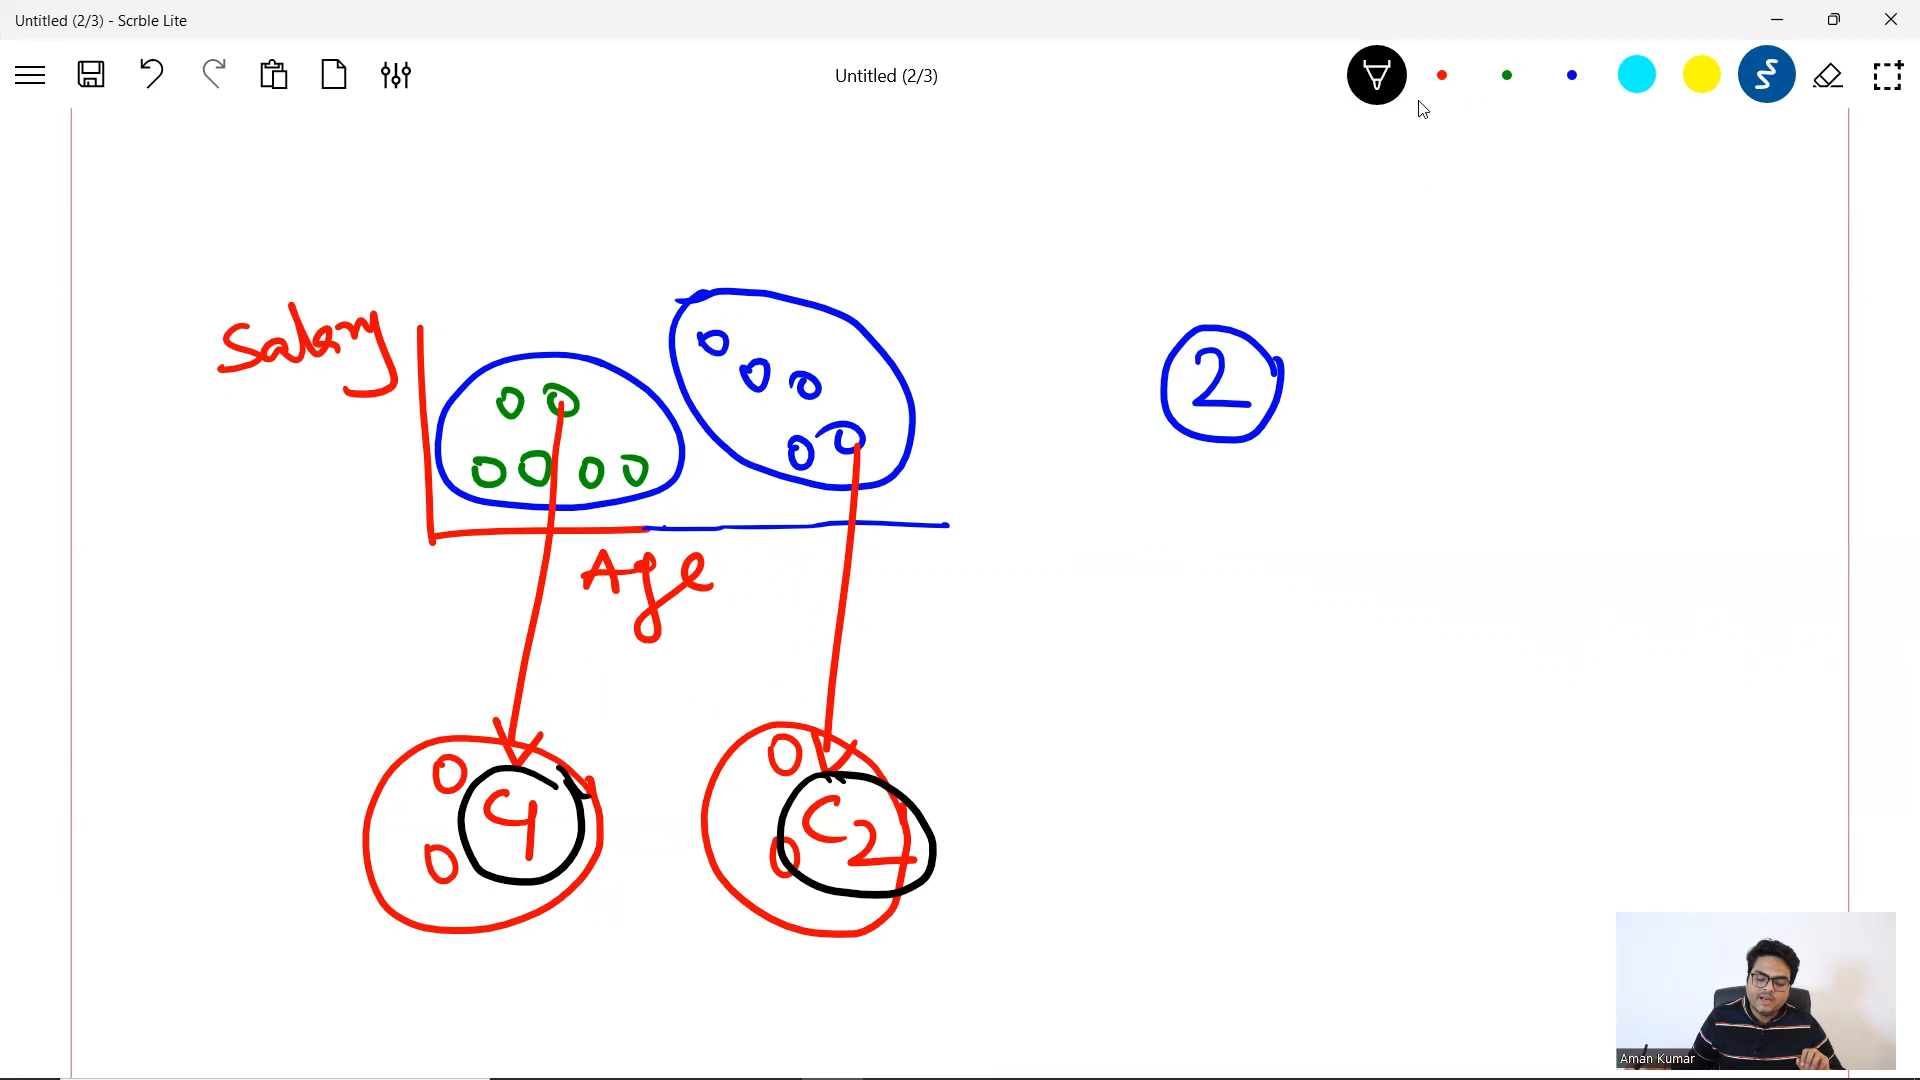 Untitled (2/3) - Scrble Lite
Untitled (2/3)
Salary
2
Age
C1
C2
Aman Kumar